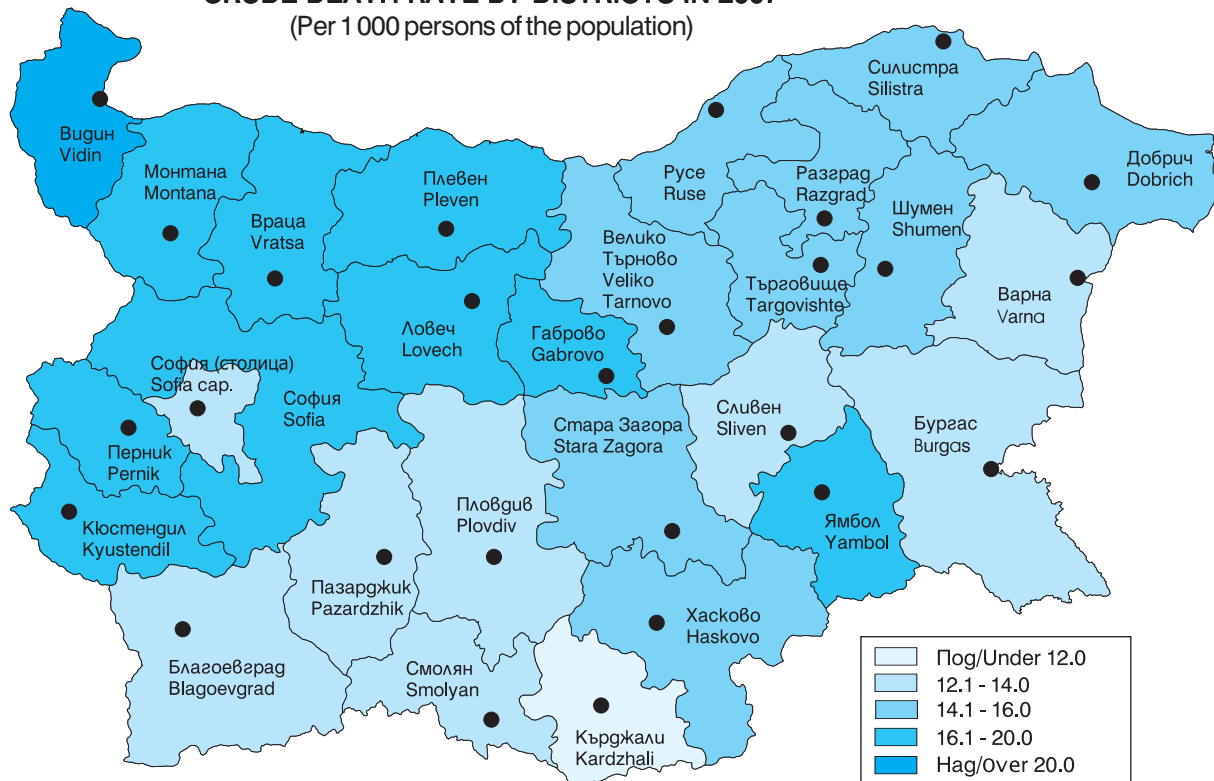 (Per 1 000 persons of the population)
Силистра
Silistra
Видин
Vidin
Монтана
Montana
Плевен
Pleven
Русе
Ruse
Разград
Razgrad
Добрич
Dobrich
Враца
Vratsa
Шумен
Shumen
Велико
Търново
Veliko
Tarnovo
Търговище
Targovishte
Варна
Varna
Ловеч
Lovech
Габрово
Gabrovo
София (столица)
Sofia cap.
София
Sofia
Стара Загора
Stara Zagora
Сливен
Sliven
Бургас
Burgas
Перник
Pernik
Кюстендил
Kyustendil
Пловдив
Plovdiv
Ямбол
Yambol
Пазарджик
Pazardzhik
Хасково
Haskovo
Благоевград
Blagoevgrad
Смолян
Smolyan
Кърджали
Kardzhali
Под/Under 12.0
12.1 - 14.0
14.1 - 16.0
16.1 - 20.0
Над/Over 20.0